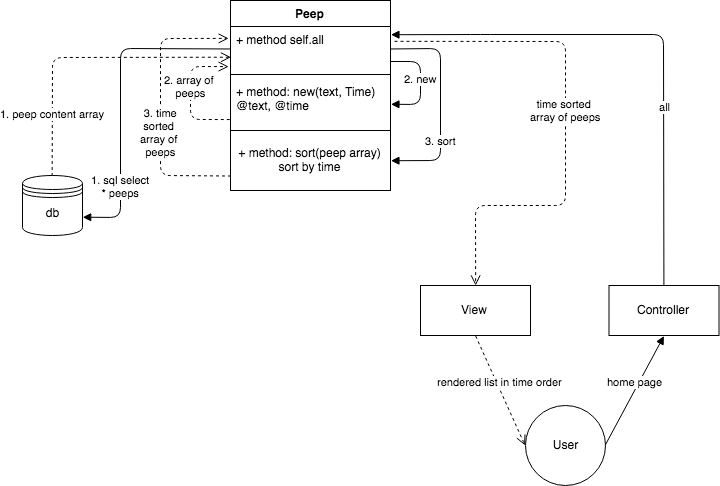 Peep
+ method self.all
2. array of
peeps
2. new
+ method: new(text, Time)
@text, @time
1. peep content array
3. time
sorted
array of
peeps
time sorted
array of peeps
all
3. sort
+ method: sort(peep array)
sort by time
1. sql select
* peeps
db
View
Controller
rendered list in time order
home page
User